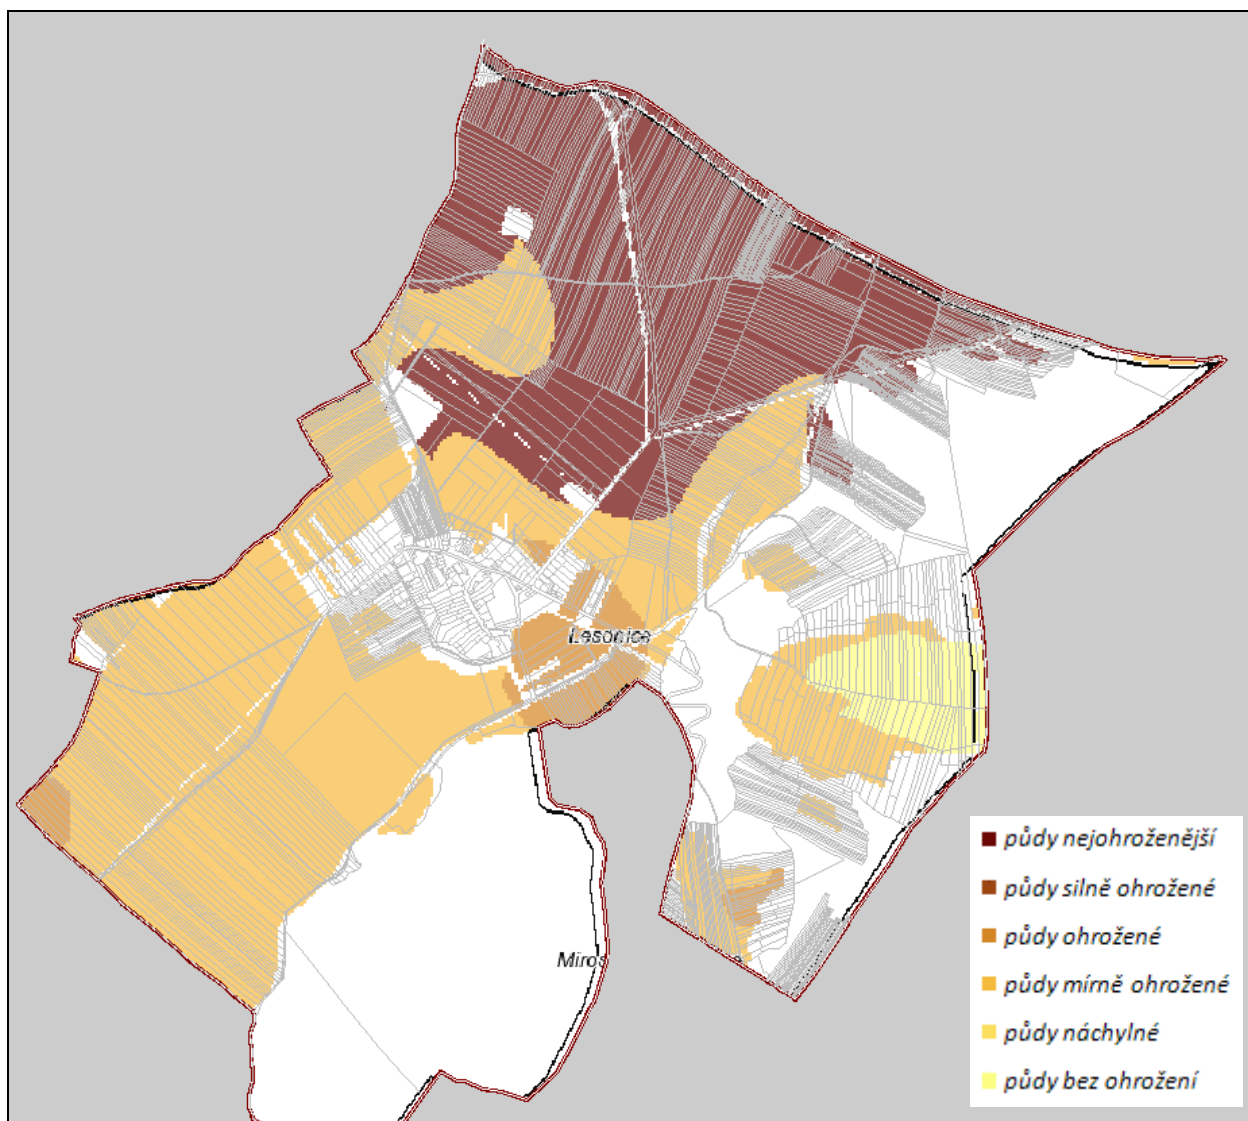 Lesonice
Miros
půdy nejohroženější
půdy silně ohrožené
půdy ohrožené
půdy mírně ohrožené
půdy náchylné
půdy bez ohrožení